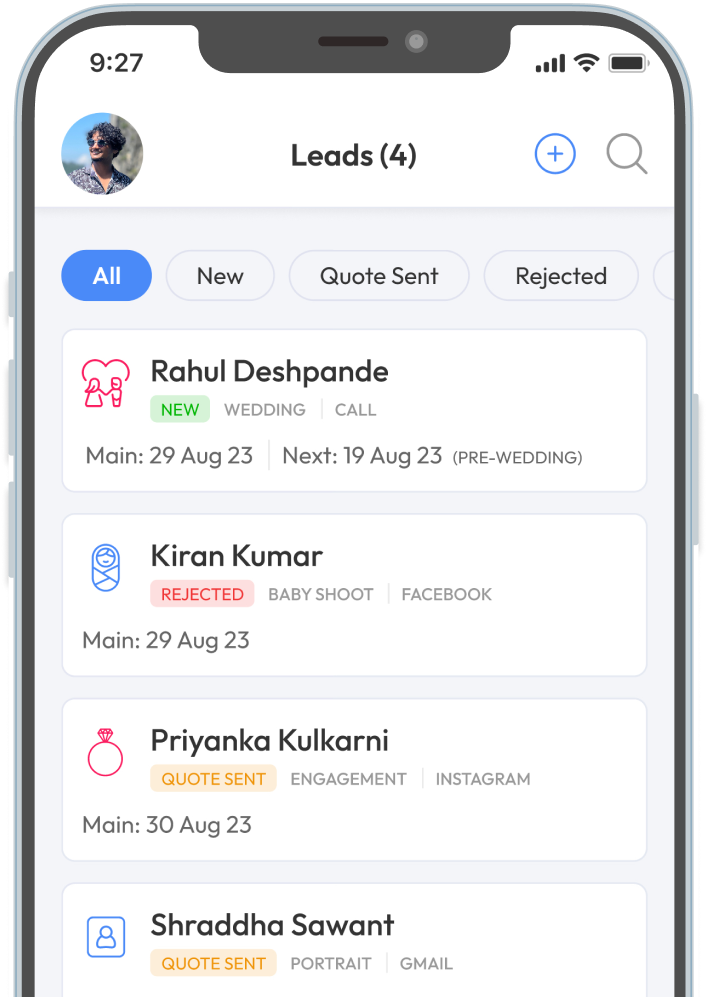 9:27
Leads (4)
All New Quote Sent Rejected
Rahul Deshpande
NEW WEDDING CALL
Main: 29 Aug 23 Next: 19 Aug 23 (PRE-WEDDING)
Kiran Kumar
REJECTED BABY SHOOT FACEBOOK
Main: 29 Aug 23
Priyanka Kulkarni
QUOTE SENT ENGAGEMENT INSTAGRAM
Main: 30 Aug 23
Shraddha Sawant
QUOTE SENT PORTRAIT GMAIL